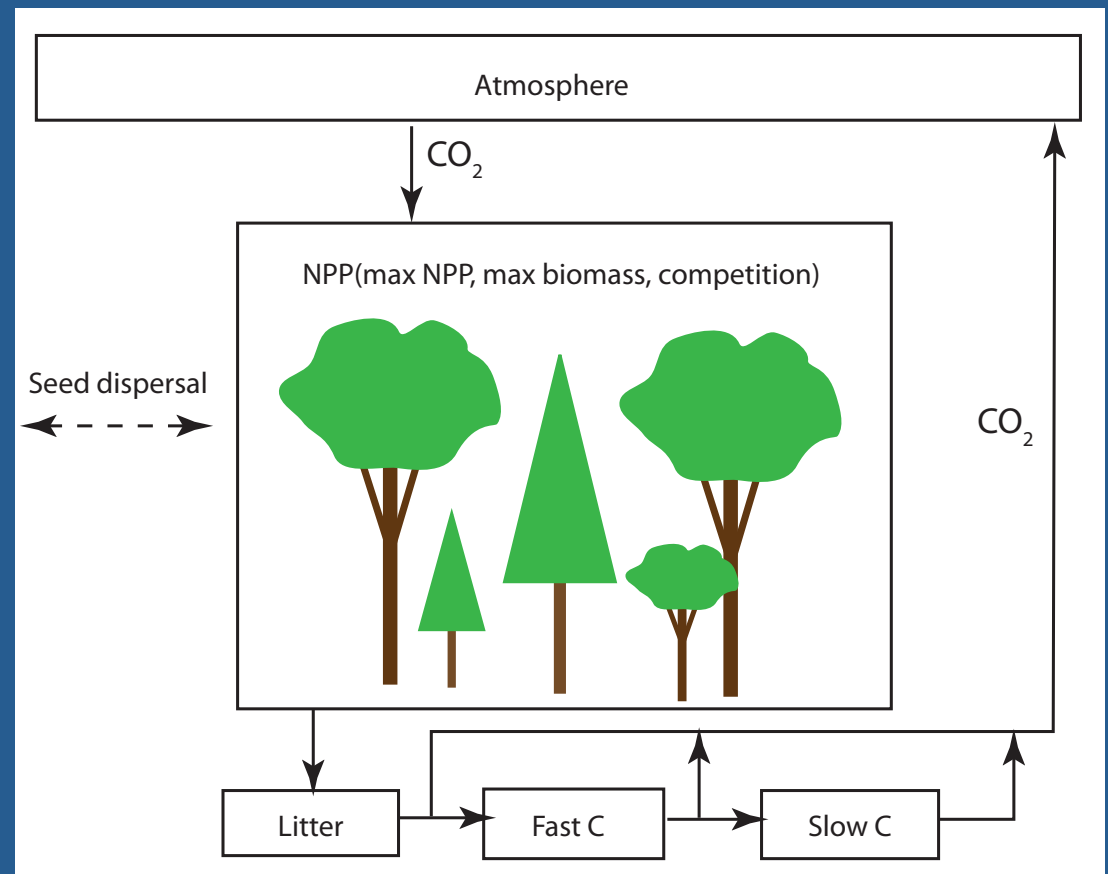 Atmosphere
CO₂
NPP(max NPP, max biomass, competition)
Seed dispersal
CO₂
Litter
Fast C
Slow C